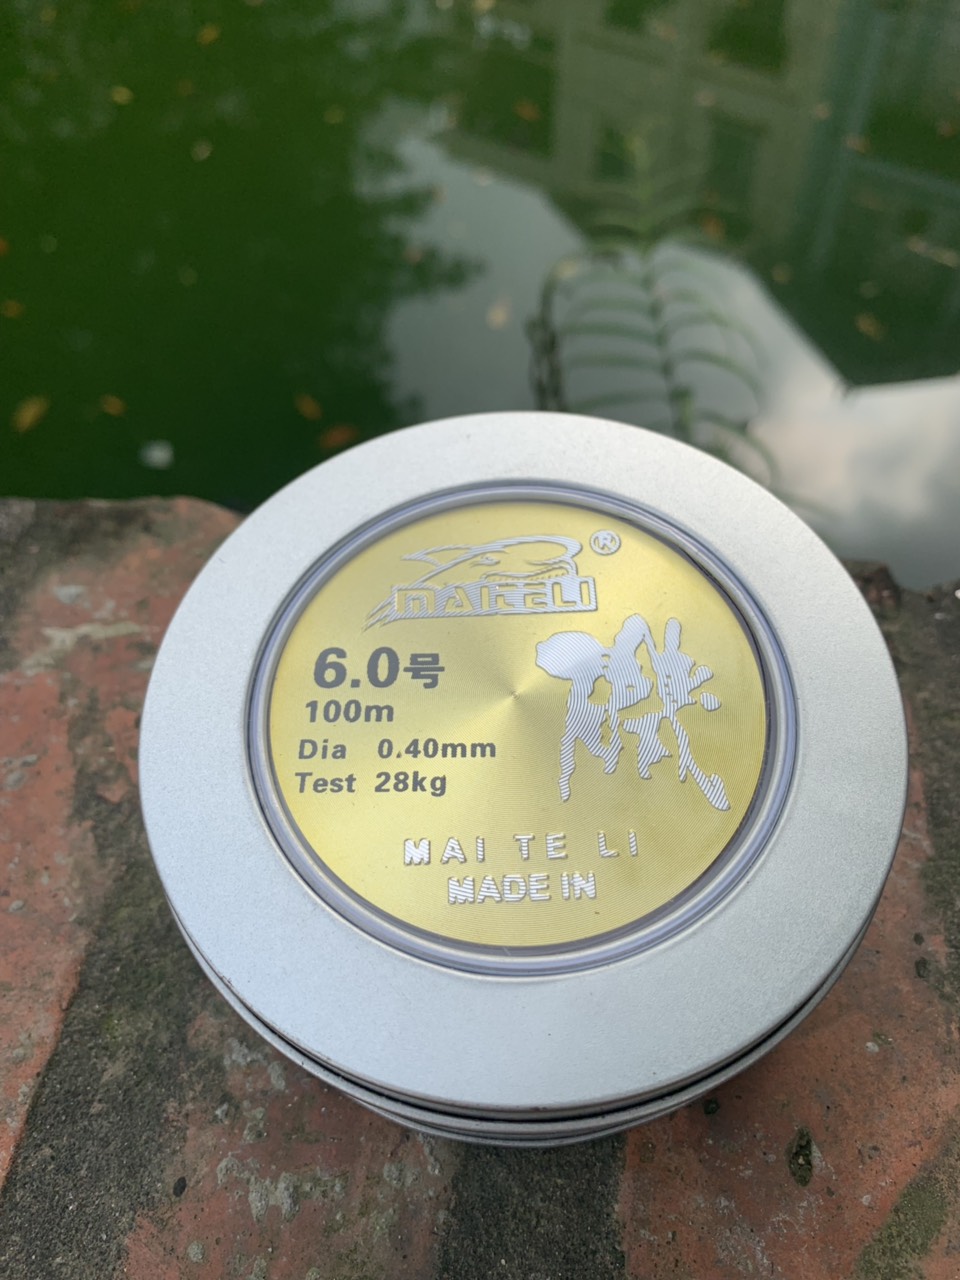 MAITELI ®
6.0号
100m
Dia 0.40mm
Test 28kg
MAI TE LI
MADE IN